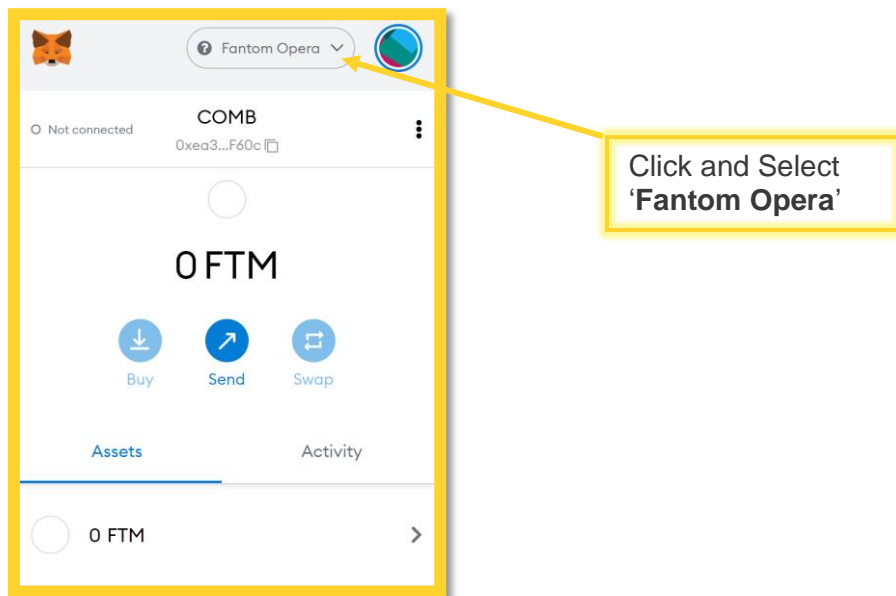 Fantom Opera
Not connected
COMB
0xea3...F60c
0 FTM
Buy
Send
Swap
Assets
Activity
0 FTM
Click and Select
‘Fantom Opera’